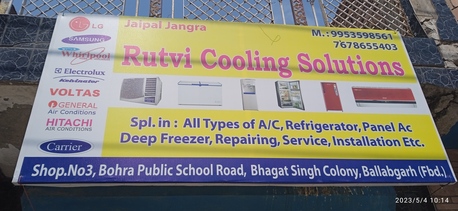 LG
SAMSUNG
Whirlpool
Electrolux
Kelvinator
VOLTAS
GENERAL
Air Conditioners
HITACHI
AIR CONDITIONERS
Carrier
Jaipal Jangra
M.: 9953598561
7678655403
Rutvi Cooling Solutions
Spl. in : All Types of A/C, Refrigerator, Panel Ac
Deep Freezer, Repairing, Service, Installation Etc.
Shop.No3, Bohra Public School Road, Bhagat Singh Colony, Ballabgarh (Fbd.)
2023/5/4 10:14